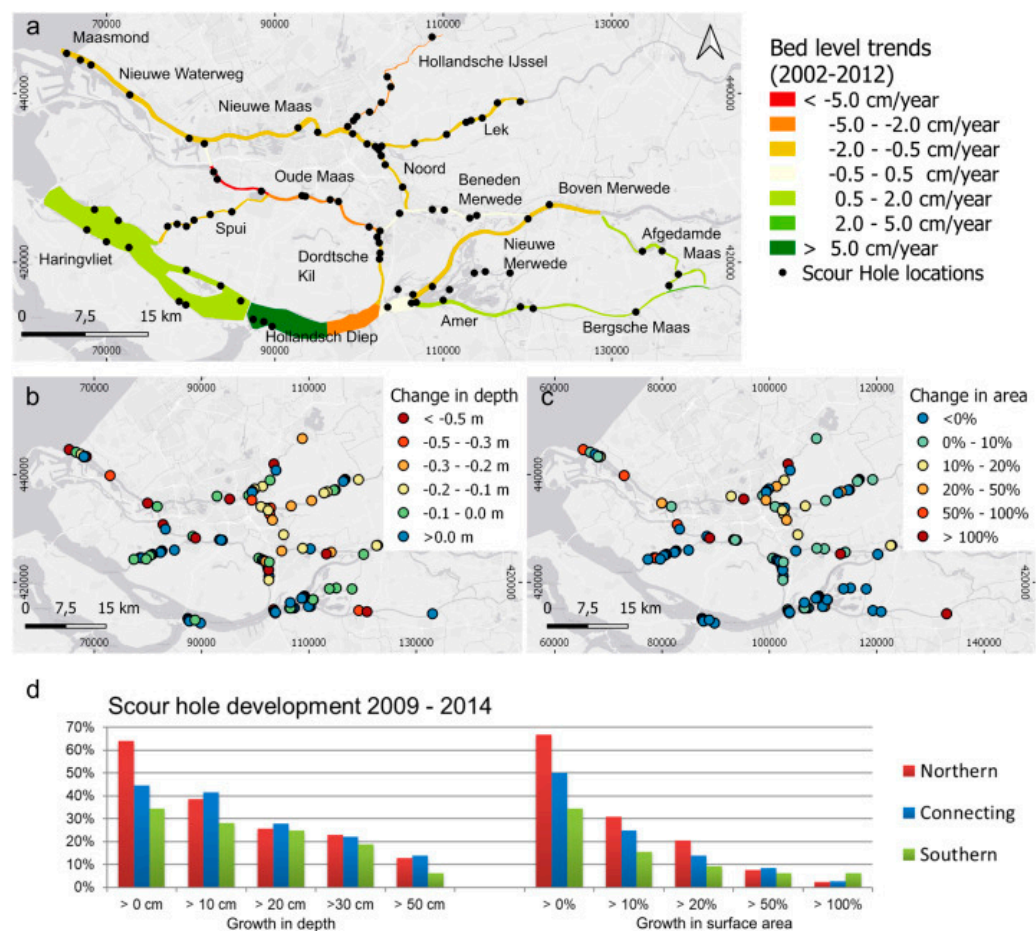 a
70000
90000
110000
130000
Maasmond
Nieuwe Waterweg
Nieuwe Maas
Hollandsche IJssel
Lek
Noord
Oude Maas
Beneden
Merwede
Boven Merwede
Spui
Afgedamde
Maas
Haringvliet
Dordtsche
Kil
Nieuwe
Merwede
Amer
Bergsche Maas
Hollandsch Diep
440000
420000
440000
420000
0 7,5 15 km
70000
90000
110000
130000
Bed level trends
(2002-2012)
< -5.0 cm/year
-5.0 - -2.0 cm/year
-2.0 - -0.5 cm/year
-0.5 - 0.5 cm/year
0.5 - 2.0 cm/year
2.0 - 5.0 cm/year
> 5.0 cm/year
Scour Hole locations
b
70000
90000
110000
Change in depth
< -0.5 m
-0.5 - -0.3 m
-0.3 - -0.2 m
-0.2 - -0.1 m
-0.1 - 0.0 m
>0.0 m
440000
420000
420000
0 7,5 15 km
70000
90000
110000
130000
c
60000
80000
100000
120000
Change in area
<0%
0% - 10%
10% - 20%
20% - 50%
50% - 100%
> 100%
440000
420000
420000
0 7,5 15 km
60000
80000
100000
120000
140000
d
Scour hole development 2009 - 2014
70%
60%
50%
40%
30%
20%
10%
0%
> 0 cm > 10 cm > 20 cm >30 cm > 50 cm
Growth in depth
> 0% > 10% > 20% > 50% > 100%
Growth in surface area
Northern
Connecting
Southern